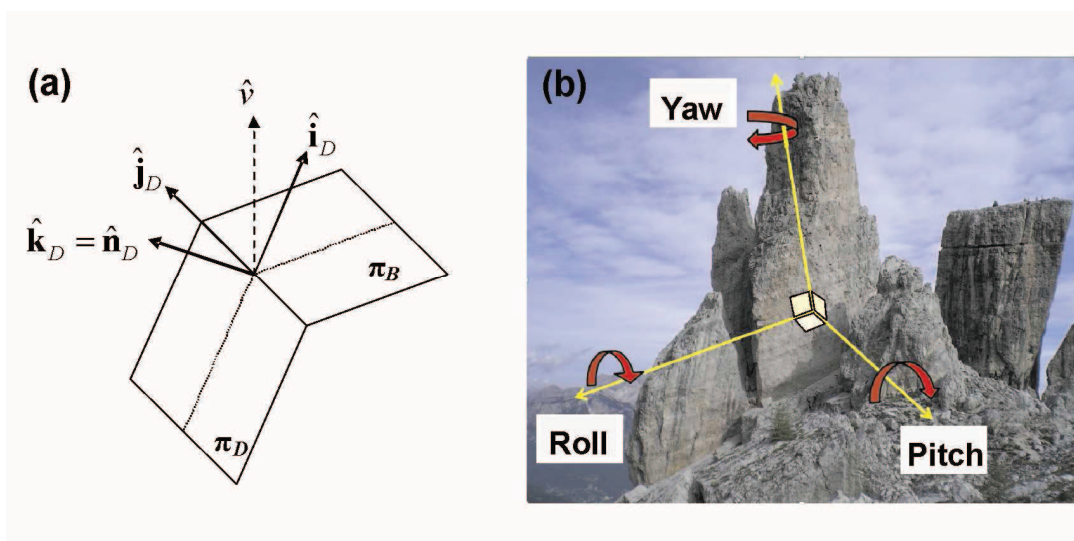 (a)
v̂
î_D
ĵ_D
k̂_D = n̂_D
π_B
π_D
(b)
Yaw
Roll
Pitch